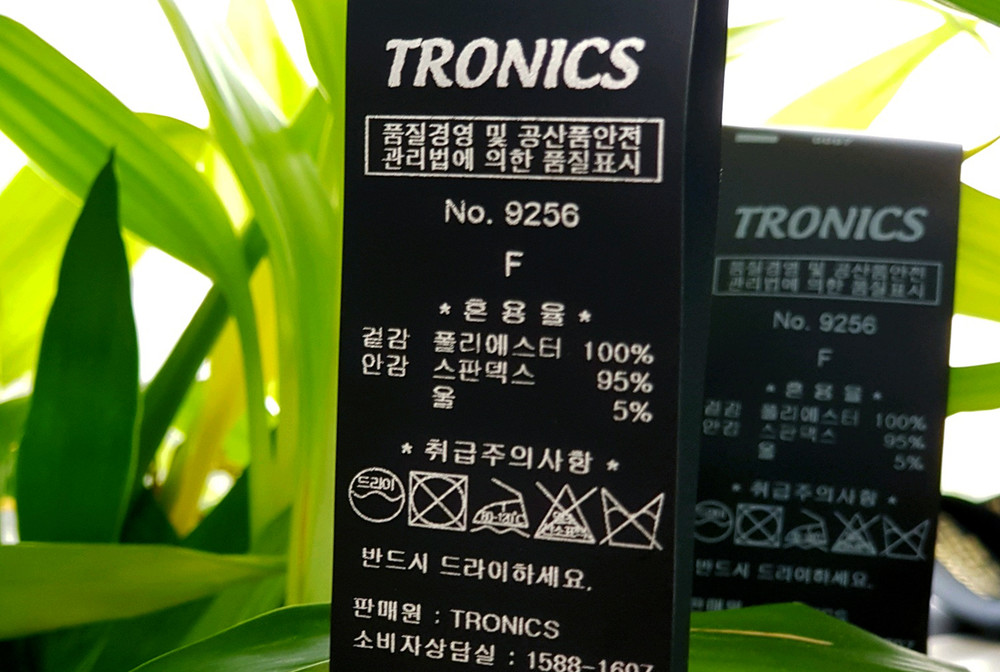 TRONICS
품질경영 및 공산품안전
관리법에 의한 품질표시
No. 9256
F
* 혼 용 율 *
겉감 폴리에스터 100%
안감 스판덱스 95%
울 5%
* 취급주의사항 *
드라이
80-120℃
반드시 드라이하세요.
판매원 : TRONICS
소비자상담실 : 1588-1607
TRONICS
품질경영 및 공산품안전
관리법에 의한 품질표시
No. 9256
F
* 혼 용 율 *
겉감 폴리에스터 100%
안감 스판덱스 95%
울 5%
* 취급주의사항 *
반드시 드라이하세요.
판매원